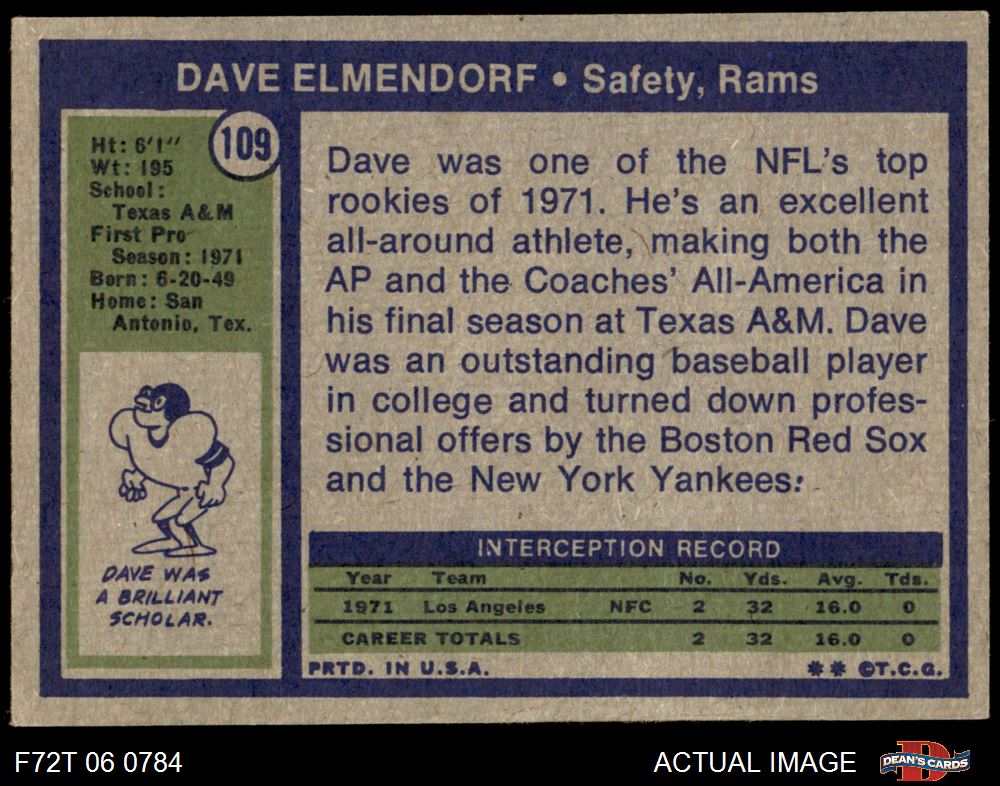 DAVE ELMENDORF • Safety, Rams
109
Ht: 6'1''
Wt: 195
School:
Texas A&M
First Pro
Season: 1971
Born: 6-20-49
Home: San
Antonio, Tex.
DAVE WAS
A BRILLIANT
SCHOLAR.
Dave was one of the NFL's top
rookies of 1971. He's an excellent
all-around athlete, making both the
AP and the Coaches' All-America in
his final season at Texas A&M. Dave
was an outstanding baseball player
in college and turned down profes-
sional offers by the Boston Red Sox
and the New York Yankees.
INTERCEPTION RECORD
Year Team No. Yds. Avg. Tds.
1971 Los Angeles NFC 2 32 16.0 0
CAREER TOTALS 2 32 16.0 0
PRTD. IN U.S.A. ** ©T.C.G.
F72T 06 0784 ACTUAL IMAGE DEAN'S CARDS